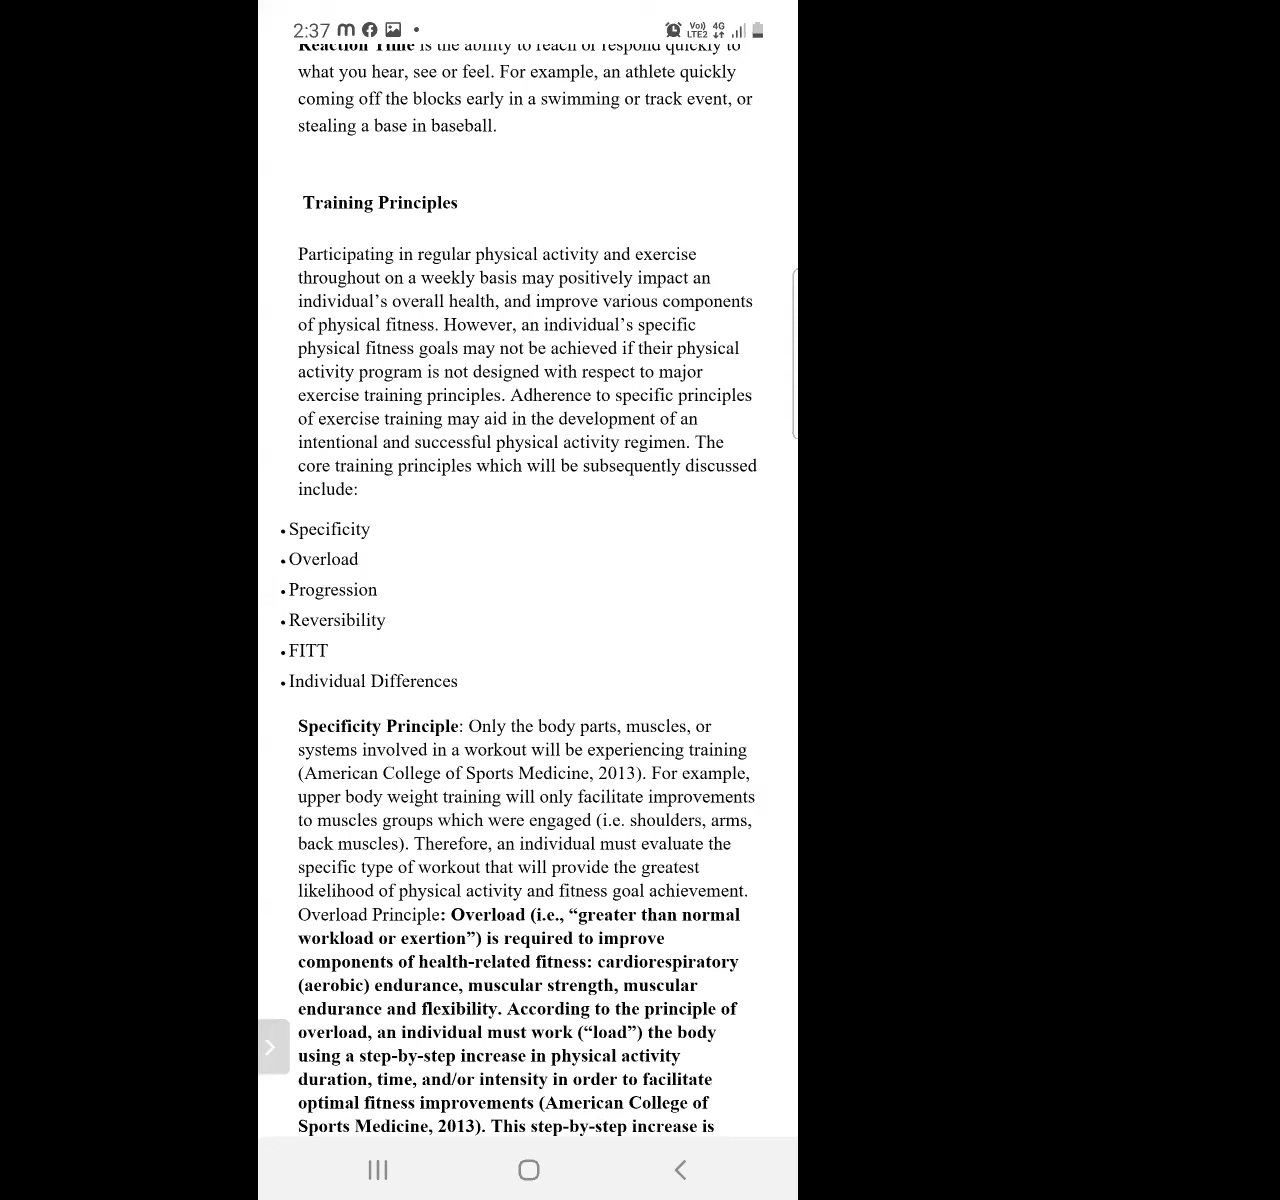 2:37
Vo)) 4G
LTE2
Reaction Time is the ability to reach or respond quickly to
what you hear, see or feel. For example, an athlete quickly
coming off the blocks early in a swimming or track event, or
stealing a base in baseball.
Training Principles
Participating in regular physical activity and exercise
throughout on a weekly basis may positively impact an
individual’s overall health, and improve various components
of physical fitness. However, an individual’s specific
physical fitness goals may not be achieved if their physical
activity program is not designed with respect to major
exercise training principles. Adherence to specific principles
of exercise training may aid in the development of an
intentional and successful physical activity regimen. The
core training principles which will be subsequently discussed
include:
• Specificity
• Overload
• Progression
• Reversibility
• FITT
• Individual Differences
Specificity Principle: Only the body parts, muscles, or
systems involved in a workout will be experiencing training
(American College of Sports Medicine, 2013). For example,
upper body weight training will only facilitate improvements
to muscles groups which were engaged (i.e. shoulders, arms,
back muscles). Therefore, an individual must evaluate the
specific type of workout that will provide the greatest
likelihood of physical activity and fitness goal achievement.
Overload Principle: Overload (i.e., “greater than normal
workload or exertion”) is required to improve
components of health-related fitness: cardiorespiratory
(aerobic) endurance, muscular strength, muscular
endurance and flexibility. According to the principle of
overload, an individual must work (“load”) the body
using a step-by-step increase in physical activity
duration, time, and/or intensity in order to facilitate
optimal fitness improvements (American College of
Sports Medicine, 2013). This step-by-step increase is